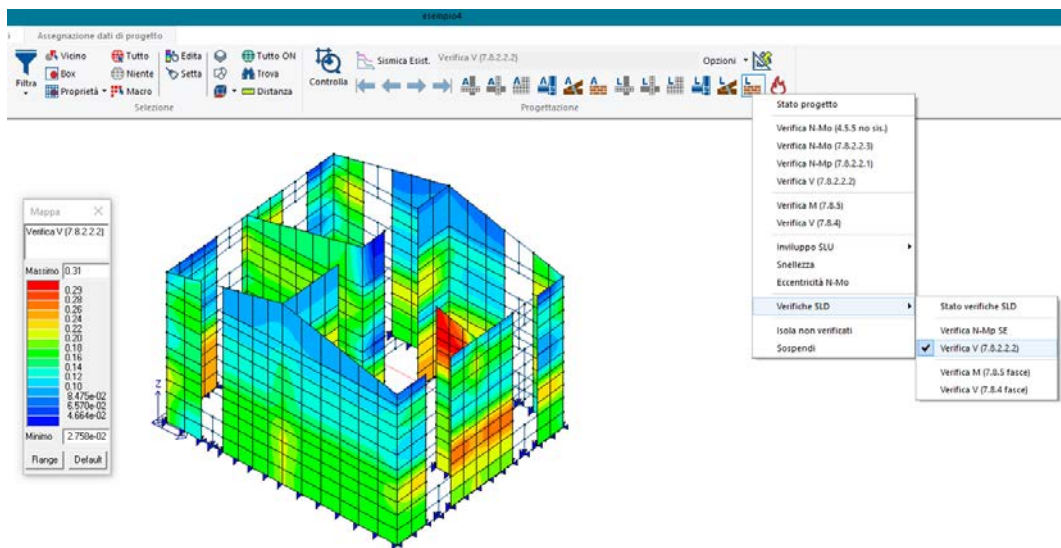 esempio4
Assegnazione dati di progetto
Vicino
Tutto
Edita
Tutto ON
Box
Niente
Setta
Trova
Filtra
Proprietà
Macro
Distanza
Selezione
Controlla
Sismica Esist.
Verifica V (7.8.2.2.2)
Opzioni
Progettazione
Stato progetto
Verifica N-Mo (4.5.5 no sis.)
Verifica N-Mo (7.8.2.2.3)
Verifica N-Mp (7.8.2.2.1)
Verifica V (7.8.2.2.2)
Verifica M (7.8.5)
Verifica V (7.8.4)
Inviluppo SLU
Snellezza
Eccentricità N-Mo
Verifiche SLD
Isola non verificati
Sospendi
Stato verifiche SLD
Verifica N-Mp SE
Verifica V (7.8.2.2.2)
Verifica M (7.8.5 fasce)
Verifica V (7.8.4 fasce)
Mappa
Verifica V (7.8.2.2.2)
Massimo 0.31
0.29
0.28
0.26
0.24
0.22
0.20
0.18
0.16
0.14
0.12
0.10
8.475e-02
6.570e-02
4.664e-02
Minimo 2.758e-02
Range Default
Z